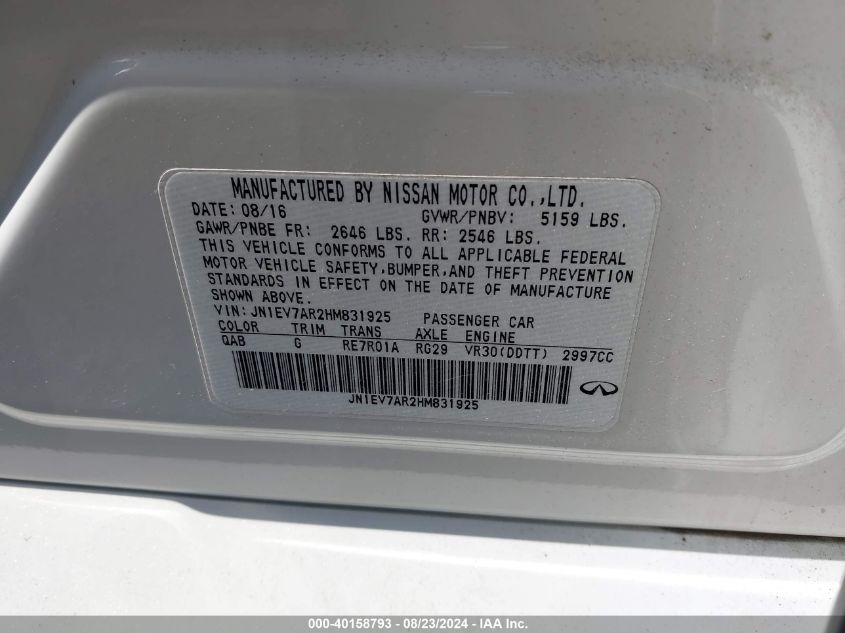 MANUFACTURED BY NISSAN MOTOR CO.,LTD.
DATE: 08/16 GVWR/PNBV: 5159 LBS.
GAWR/PNBE FR: 2646 LBS. RR: 2546 LBS.
THIS VEHICLE CONFORMS TO ALL APPLICABLE FEDERAL
MOTOR VEHICLE SAFETY,BUMPER,AND THEFT PREVENTION
STANDARDS IN EFFECT ON THE DATE OF MANUFACTURE
SHOWN ABOVE.
VIN: JN1EV7AR2HM831925 PASSENGER CAR
COLOR TRIM TRANS AXLE ENGINE
QAB G RE7R01A RG29 VR30(DDTT) 2997CC
JN1EV7AR2HM831925
000-40158793 / 08/23/2024 / IAAI.com